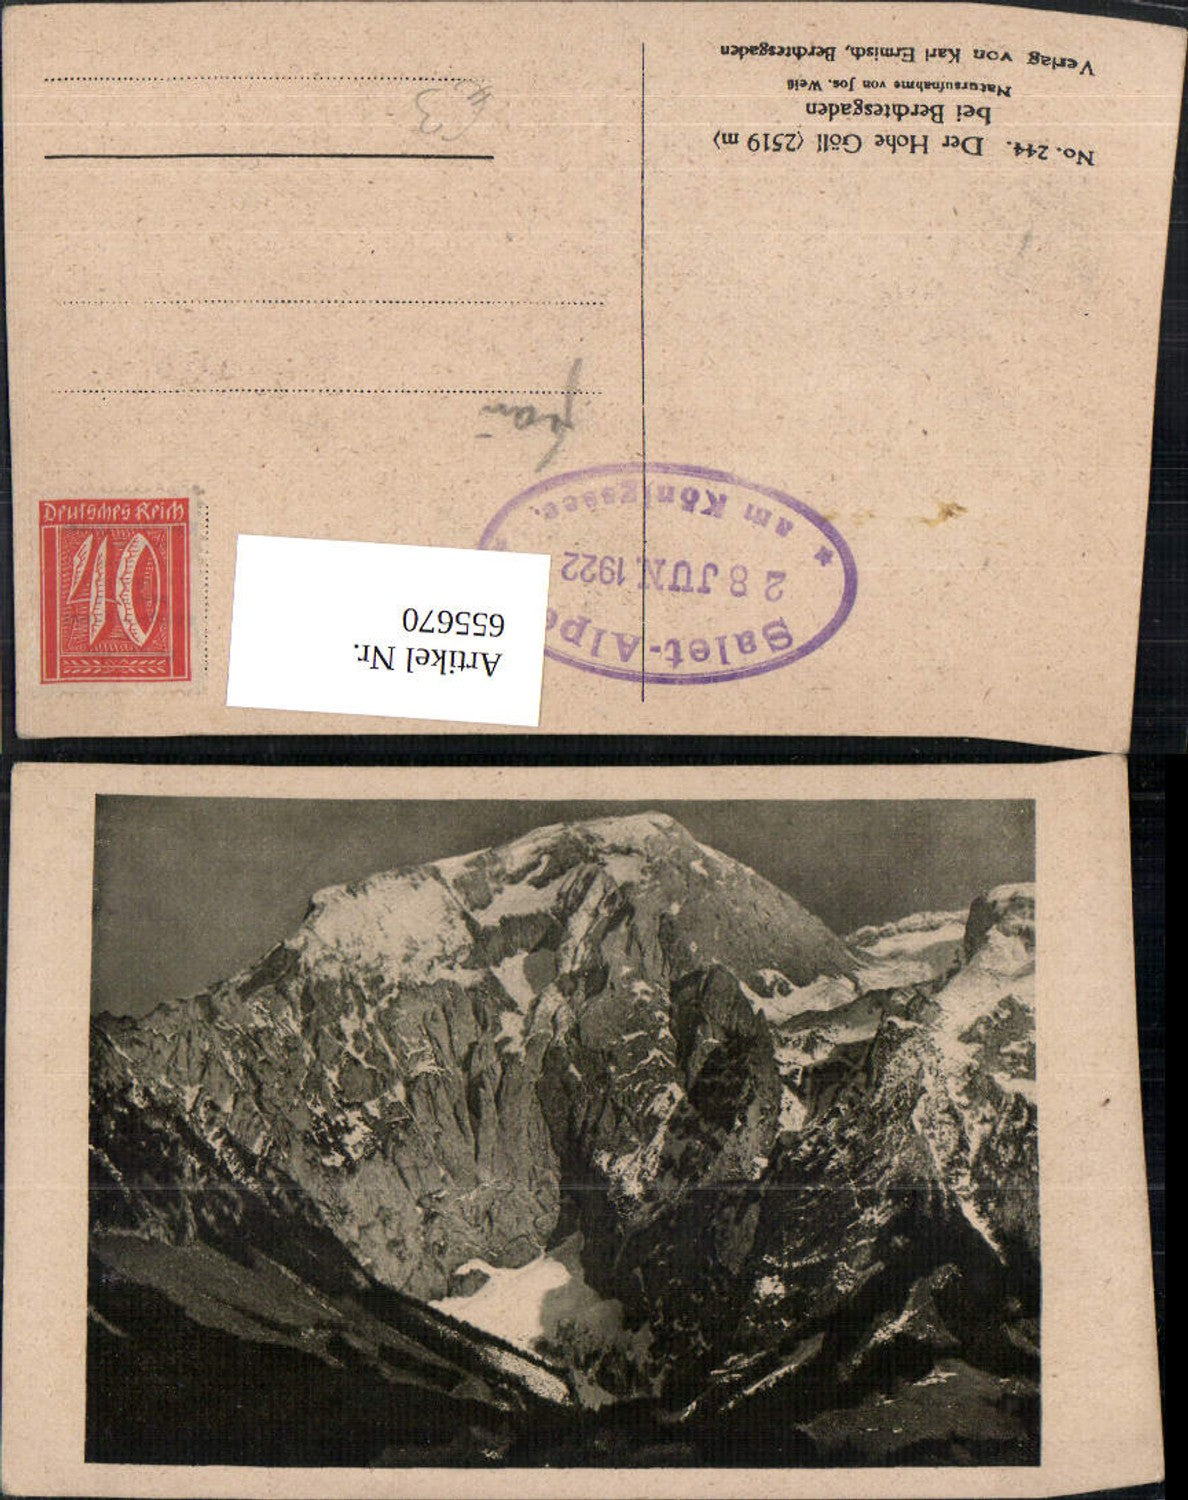 No. 244. Der Hohe Göll (2519 m)
bei Berchtesgaden
Naturaufnahme von Jos. Weiß
Verlag von Karl Ermisch, Berchtesgaden
Deutsches Reich
40
Artikel Nr.
655670
Salet-Alpe
28 JUN. 1922
am Königssee.